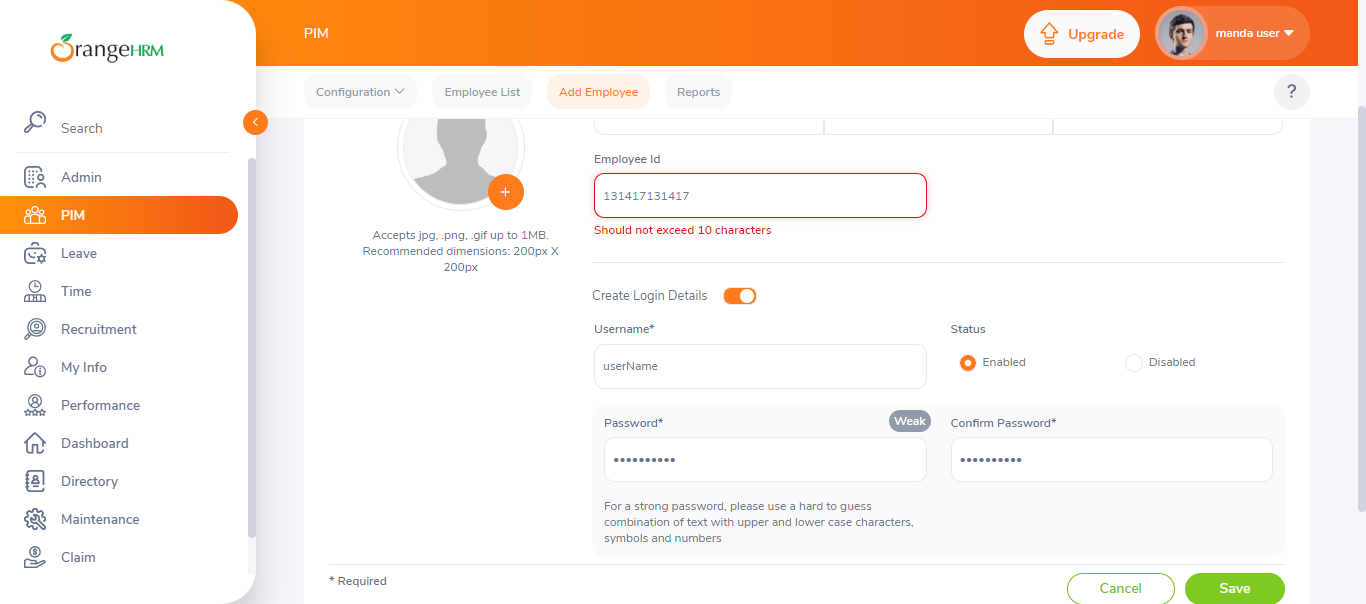 OrangeHRM
PIM
Upgrade
manda user
Configuration
Employee List
Add Employee
Reports
?
Search
Admin
PIM
Leave
Time
Recruitment
My Info
Performance
Dashboard
Directory
Maintenance
Claim
Accepts jpg, .png, .gif up to 1MB.
Recommended dimensions: 200px X
200px
Employee Id
131417131417
Should not exceed 10 characters
Create Login Details
Username*
userName
Status
Enabled
Disabled
Password*
Weak
Confirm Password*
••••••••••
••••••••••
For a strong password, please use a hard to guess
combination of text with upper and lower case characters,
symbols and numbers
* Required
Cancel
Save